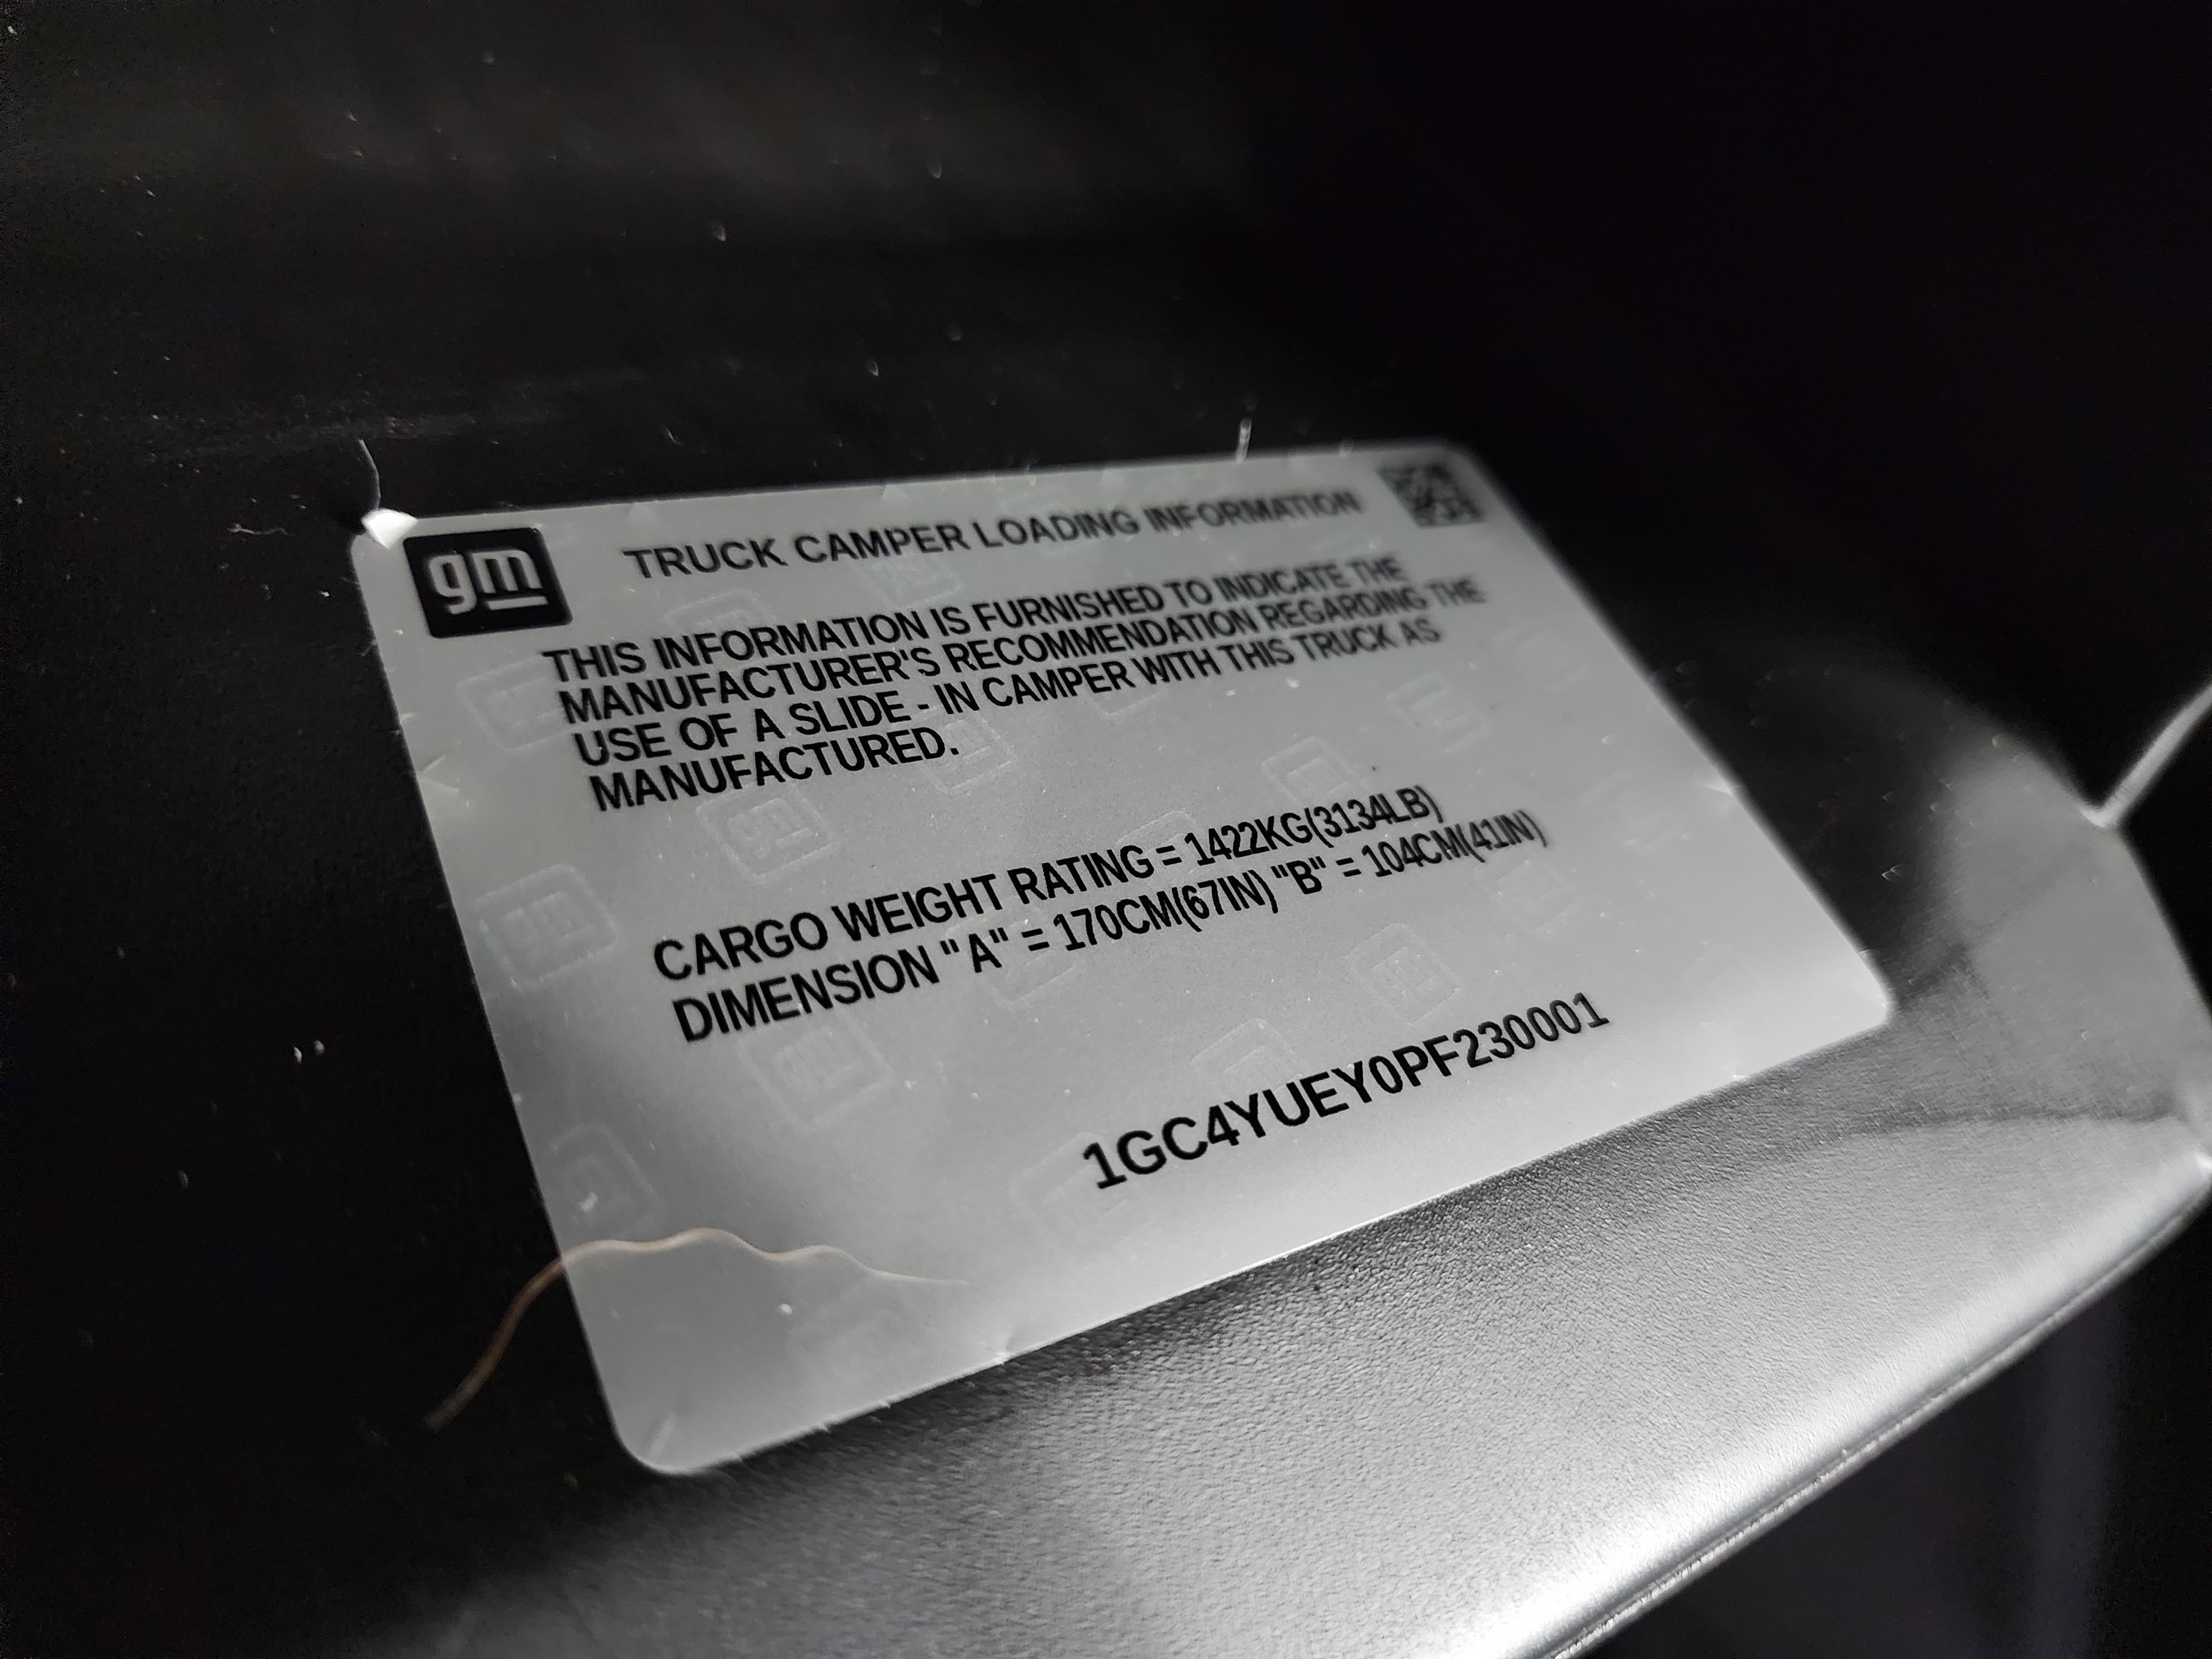 gm
TRUCK CAMPER LOADING INFORMATION
THIS INFORMATION IS FURNISHED TO INDICATE THE
MANUFACTURER'S RECOMMENDATION REGARDING THE
USE OF A SLIDE - IN CAMPER WITH THIS TRUCK AS
MANUFACTURED.
CARGO WEIGHT RATING = 1422KG(3134LB)
DIMENSION "A" = 170CM(67IN) "B" = 104CM(41IN)
1GC4YUEY0PF230001